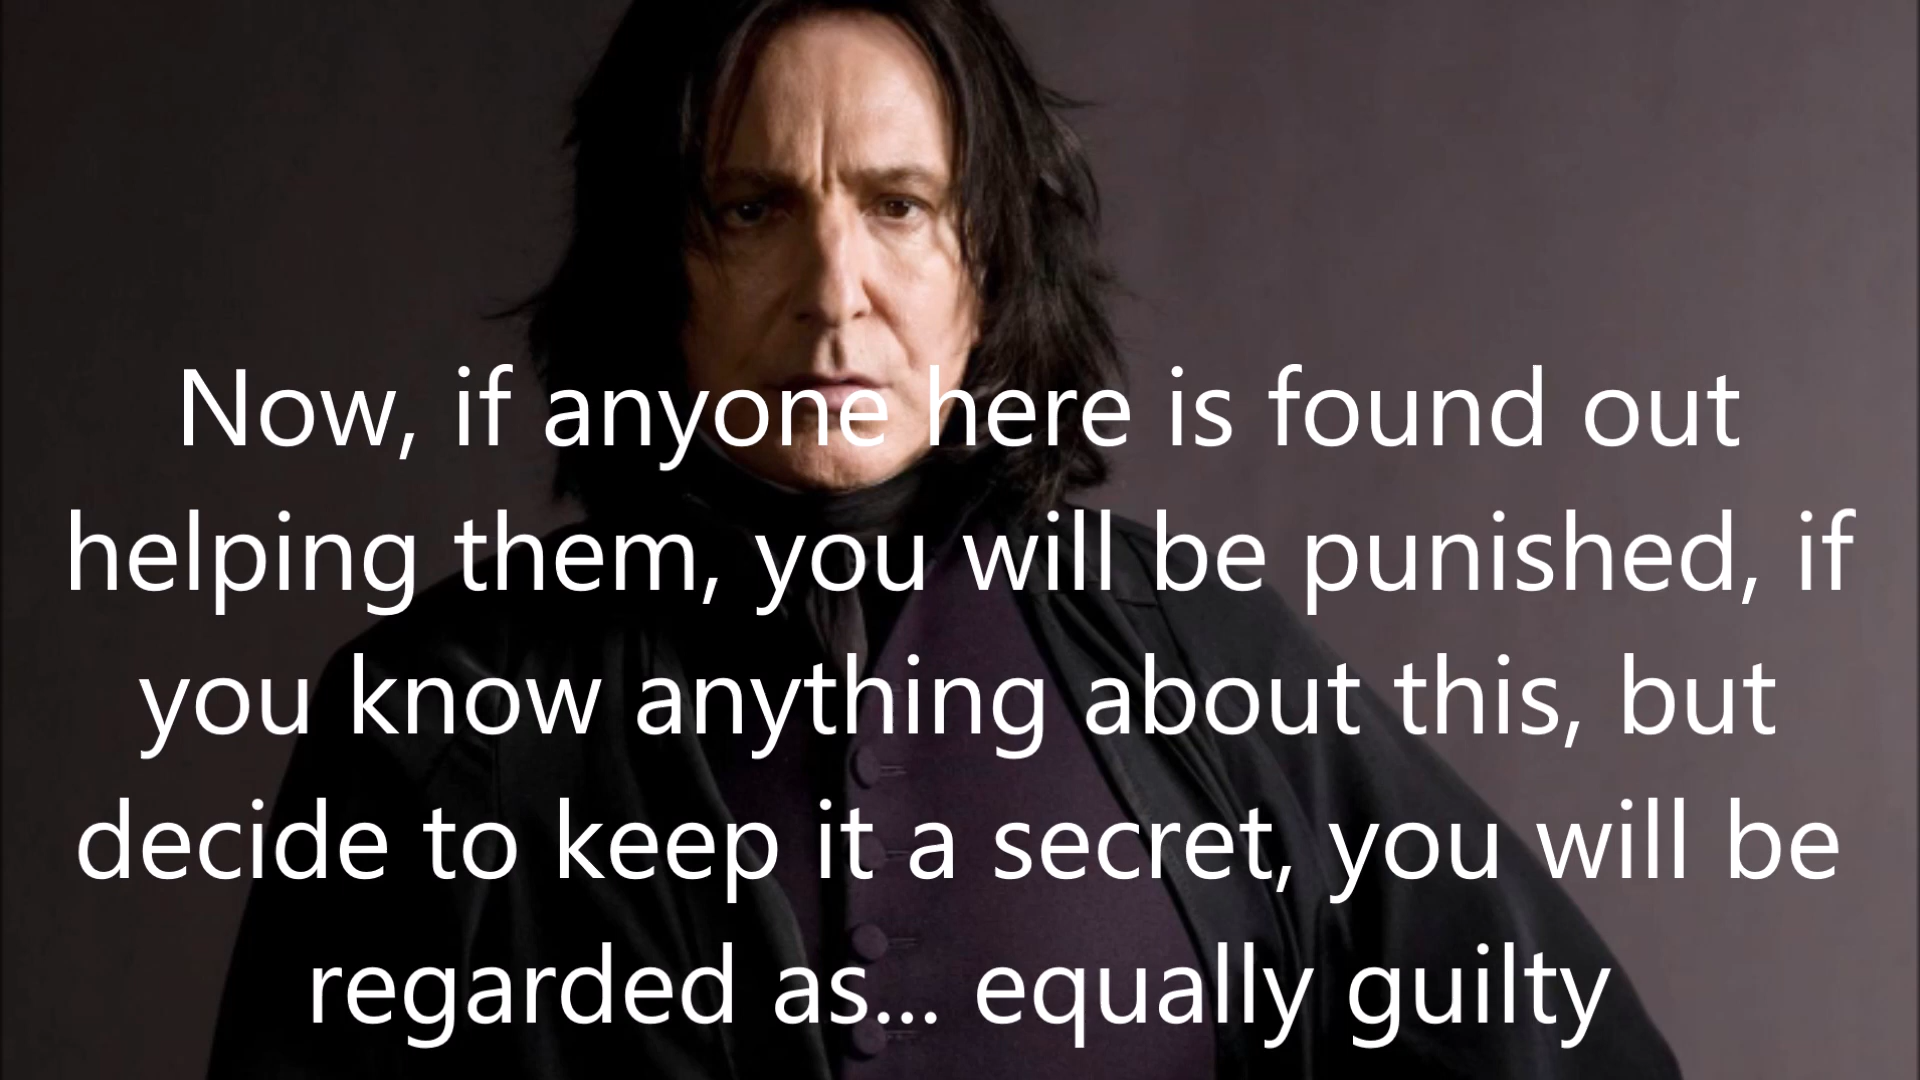 Now, if anyone here is found out
helping them, you will be punished, if
you know anything about this, but
decide to keep it a secret, you will be
regarded as... equally guilty